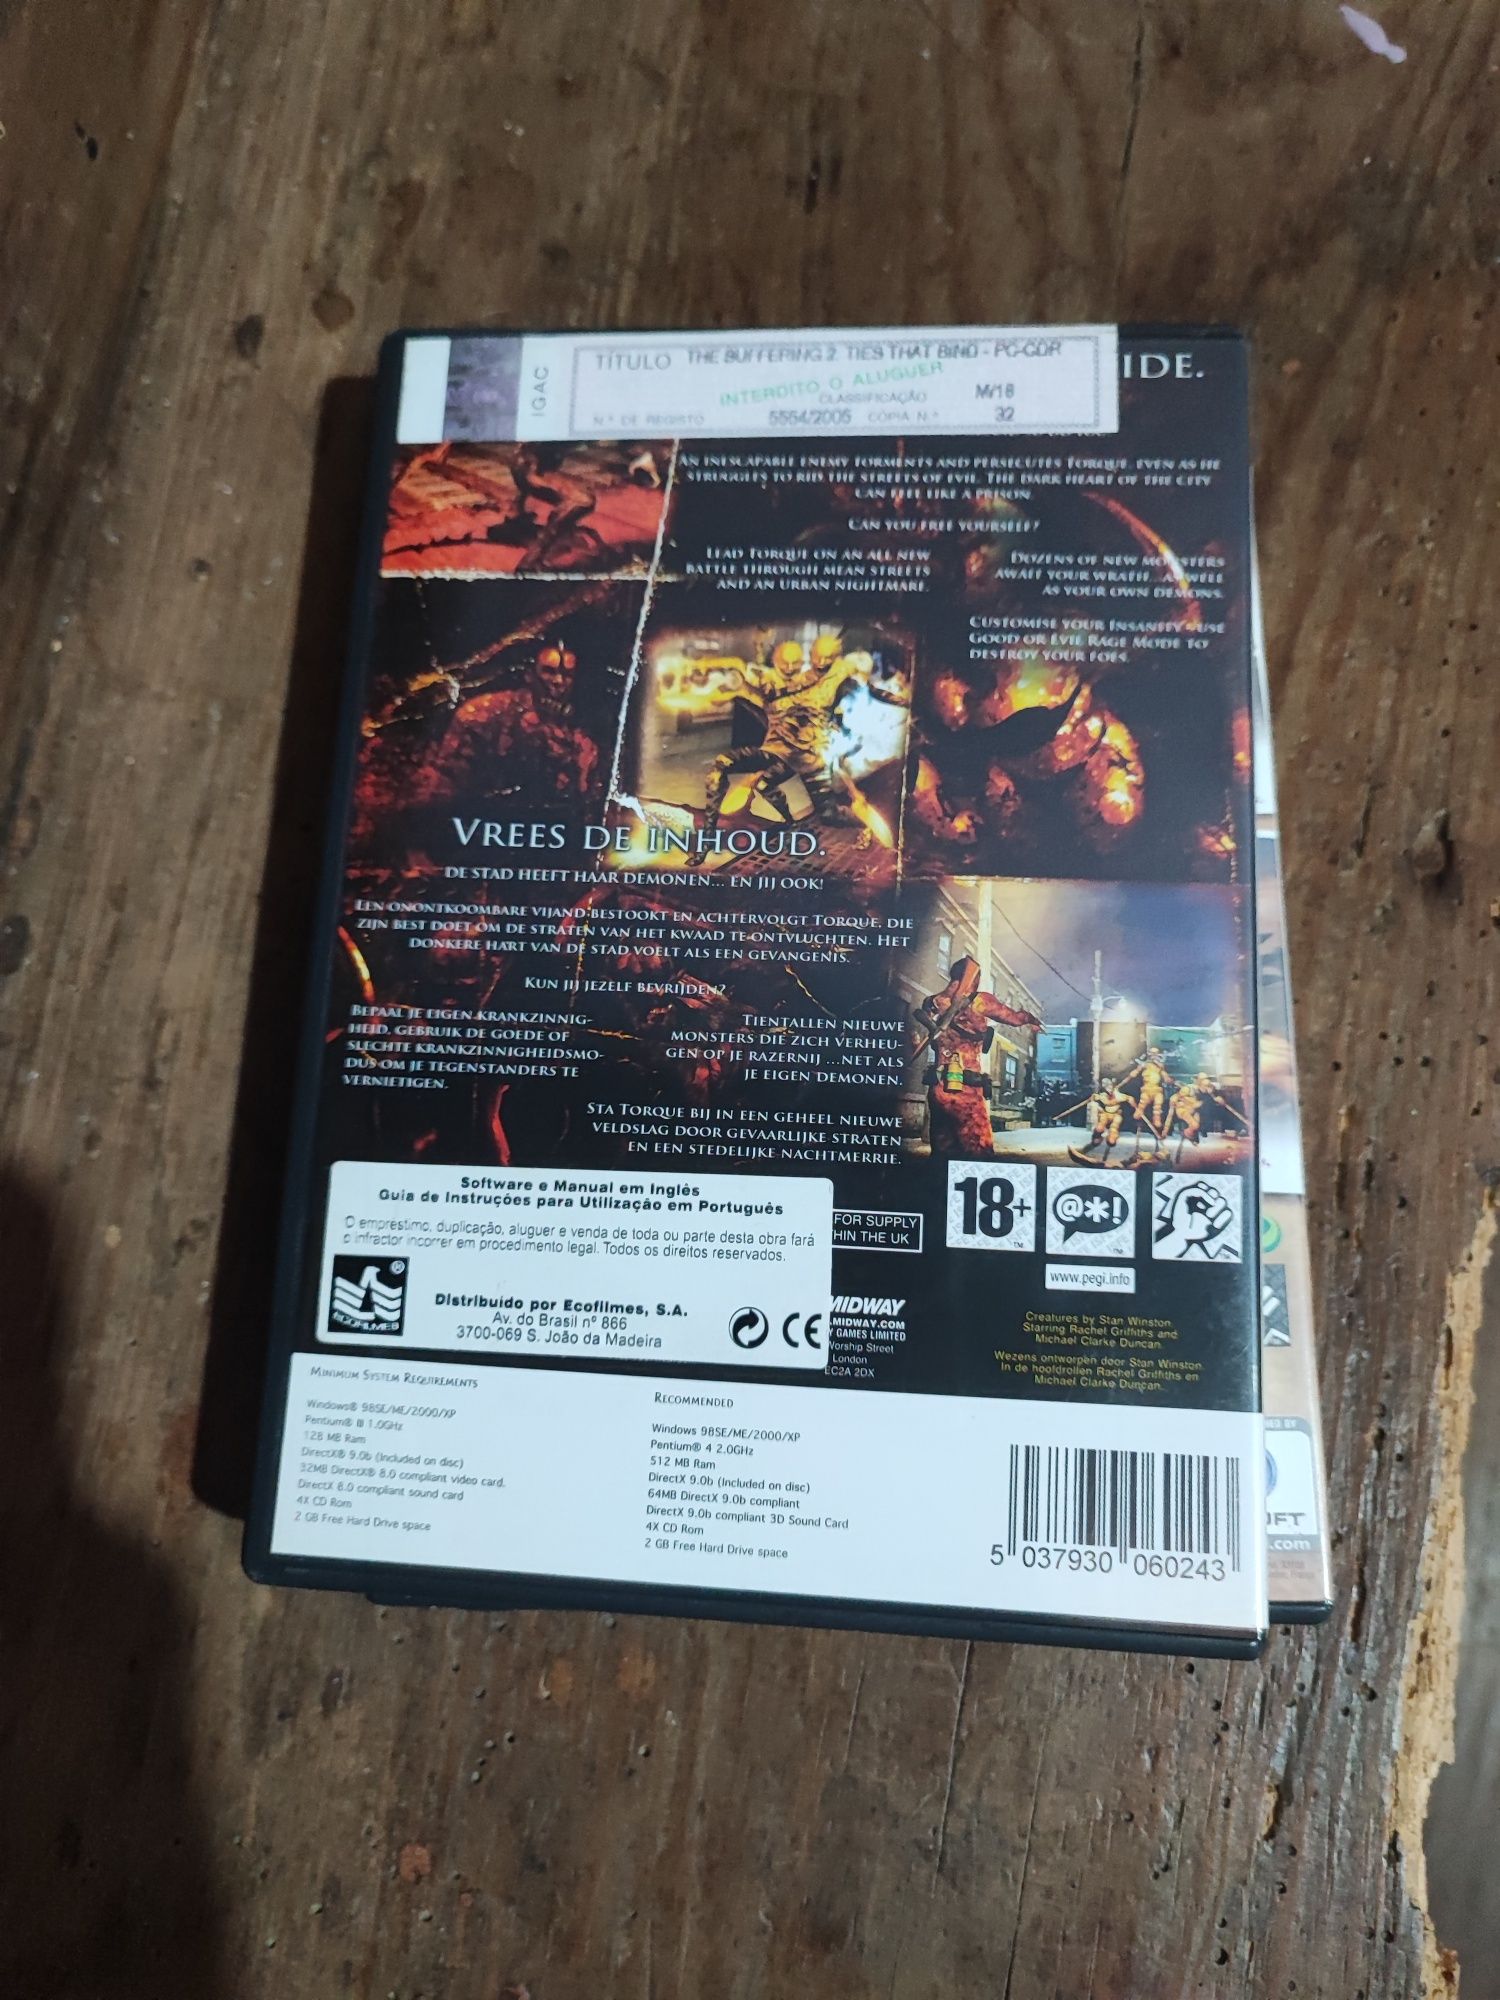 IGAC
TÍTULO THE SUFFERING 2 TIES THAT BIND - PC-CDR
INTERDITO O ALUGUER
CLASSIFICAÇÃO M/18
Nº DE REGISTO 5554/2005 CÓPIA Nº 32
IDE.
AN INESCAPABLE ENEMY TORMENTS AND PERSECUTES TORQUE, EVEN AS HE
STRUGGLES TO RID THE STREETS OF EVIL. THE DARK HEART OF THE CITY
CAN FEEL LIKE A PRISON.
CAN YOU FREE YOURSELF?
LEAD TORQUE ON AN ALL NEW
BATTLE THROUGH MEAN STREETS
AND AN URBAN NIGHTMARE.
DOZENS OF NEW MONSTERS
AWAIT YOUR WRATH... AS WELL
AS YOUR OWN DEMONS.
CUSTOMISE YOUR INSANITY - USE
GOOD OR EVIL RAGE MODE TO
DESTROY YOUR FOES.
VREES DE INHOUD.
DE STAD HEEFT HAAR DEMONEN... EN JIJ OOK!
EEN ONONTKOOMBARE VIJAND BESTOOKT EN ACHTERVOLGT TORQUE, DIE
ZIJN BEST DOET OM DE STRATEN VAN HET KWAAD TE ONTVLUCHTEN. HET
DONKERE HART VAN DE STAD VOELT ALS EEN GEVANGENIS.
KUN JIJ JEZELF BEVRIJDEN?
BEPAAL JE EIGEN KRANKZINNIG-
HEID. GEBRUIK DE GOEDE OF
SLECHTE KRANKZINNIGHEIDSMO-
DUS OM JE TEGENSTANDERS TE
VERNIETIGEN.
TIENTALLEN NIEUWE
MONSTERS DIE ZICH VERHEU-
GEN OP JE RAZERNIJ ...NET ALS
JE EIGEN DEMONEN.
STA TORQUE BIJ IN EEN GEHEEL NIEUWE
VELDSLAG DOOR GEVAARLIJKE STRATEN
EN EEN STEDELIJKE NACHTMERRIE.
Software e Manual em Inglês
Guia de Instruções para Utilização em Português
O empréstimo, duplicação, aluguer e venda de toda ou parte desta obra fará
o infractor incorrer em procedimento legal. Todos os direitos reservados.
ECOFILMES ®
Distribuído por Ecofilmes, S.A.
Av. do Brasil nº 866
3700-069 S. João da Madeira
CE
FOR SUPPLY
HIN THE UK
18+
@*!
www.pegi.info
MIDWAY
.MIDWAY.COM
Y GAMES LIMITED
Worship Street
London
EC2A 2DX
Creatures by Stan Winston.
Starring Rachel Griffiths and
Michael Clarke Duncan.
Wezens ontworpen door Stan Winston.
In de hoofdrollen Rachel Griffiths en
Michael Clarke Duncan.
MINIMUM SYSTEM REQUIREMENTS
Windows® 98SE/ME/2000/XP
Pentium® III 1.0GHz
128 MB Ram
DirectX® 9.0b (Included on disc)
32MB DirectX® 8.0 compliant video card.
DirectX 8.0 compliant sound card
4X CD Rom
2 GB Free Hard Drive space
RECOMMENDED
Windows 98SE/ME/2000/XP
Pentium® 4 2.0GHz
512 MB Ram
DirectX 9.0b (Included on disc)
64MB DirectX 9.0b compliant
DirectX 9.0b compliant 3D Sound Card
4X CD Rom
2 GB Free Hard Drive space
5 037930 060243
ED BY
OFT
.com